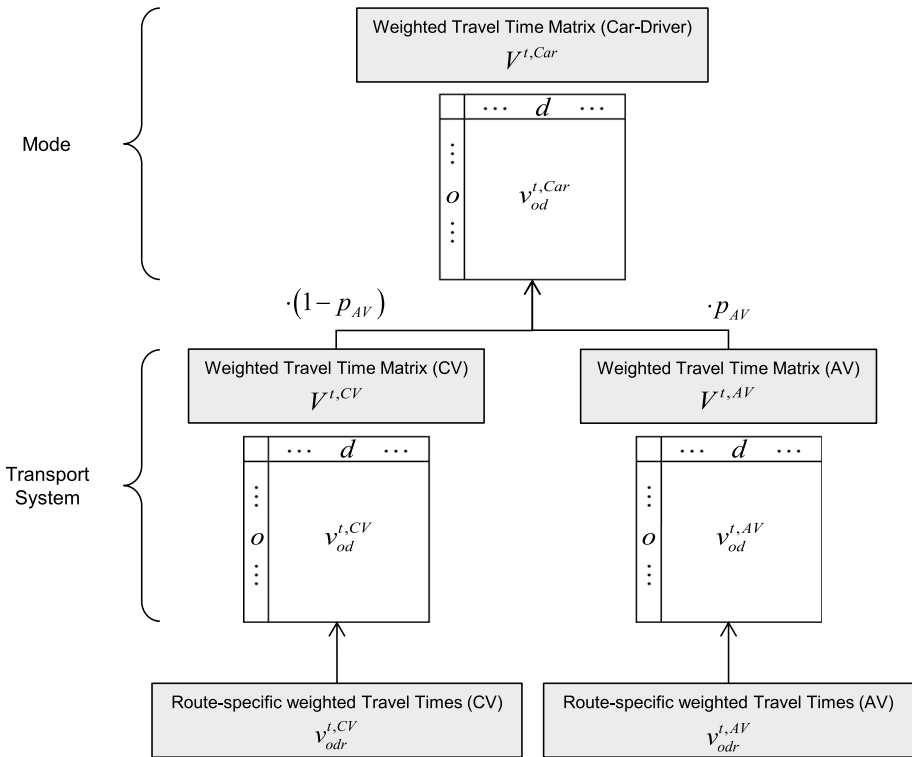 Weighted Travel Time Matrix (Car-Driver)
V^{t,Car}
⋯ d ⋯
Mode
⋮
o
⋮
v_{od}^{t,Car}
·(1− p_{AV})
·p_{AV}
Weighted Travel Time Matrix (CV)
V^{t,CV}
Weighted Travel Time Matrix (AV)
V^{t,AV}
⋯ d ⋯
⋯ d ⋯
Transport
System
⋮
o
⋮
v_{od}^{t,CV}
⋮
o
⋮
v_{od}^{t,AV}
Route-specific weighted Travel Times (CV)
v_{odr}^{t,CV}
Route-specific weighted Travel Times (AV)
v_{odr}^{t,AV}